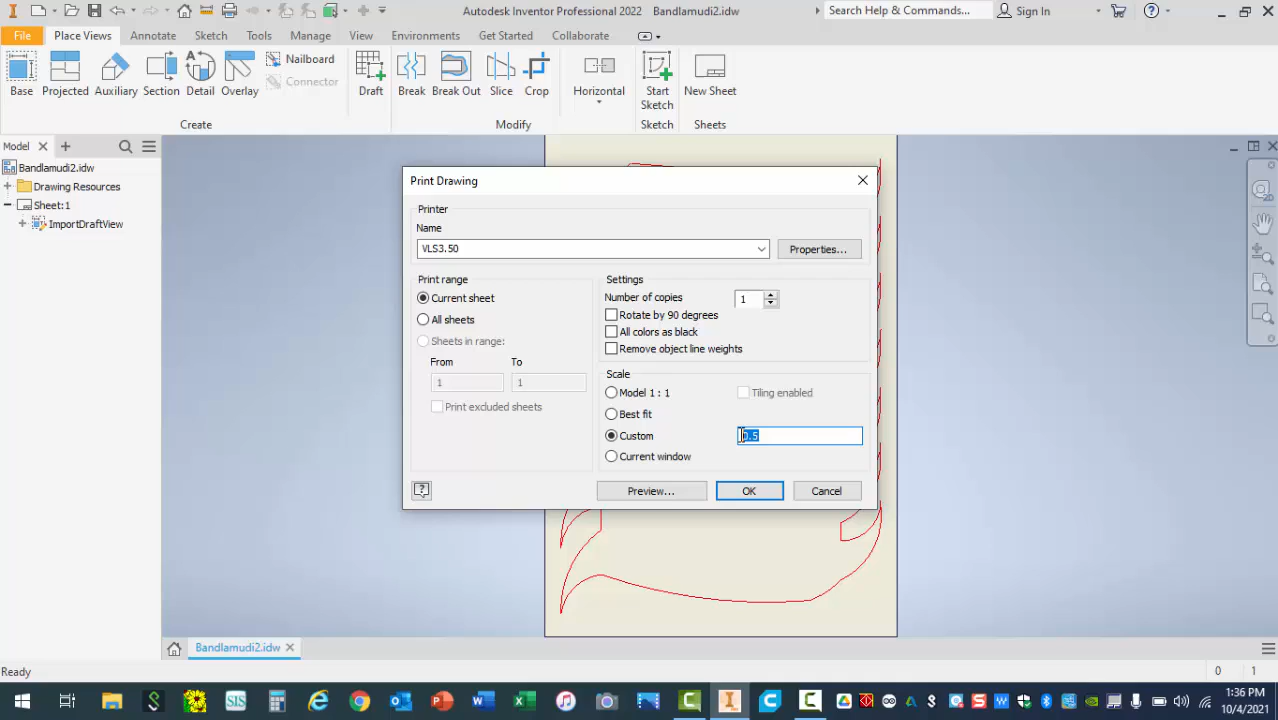 Autodesk Inventor Professional 2022 Bandlamudi2.idw
Search Help & Commands...
Sign In
File
Place Views
Annotate
Sketch
Tools
Manage
View
Environments
Get Started
Collaborate
Base
Projected
Auxiliary
Section
Detail
Overlay
Nailboard
Connector
Draft
Break
Break Out
Slice
Crop
Horizontal
Start Sketch
New Sheet
Create
Modify
Sketch
Sheets
Model
Bandlamudi2.idw
Drawing Resources
Sheet:1
ImportDraftView
Print Drawing
Printer
Name
VLS3.50
Properties...
Print range
Current sheet
All sheets
Sheets in range:
From
To
1
1
Print excluded sheets
Settings
Number of copies
1
Rotate by 90 degrees
All colors as black
Remove object line weights
Scale
Model 1 : 1
Tiling enabled
Best fit
Custom
0.5
Current window
Preview...
OK
Cancel
Bandlamudi2.idw
Ready
0
1
SIS
1:36 PM
10/4/2021